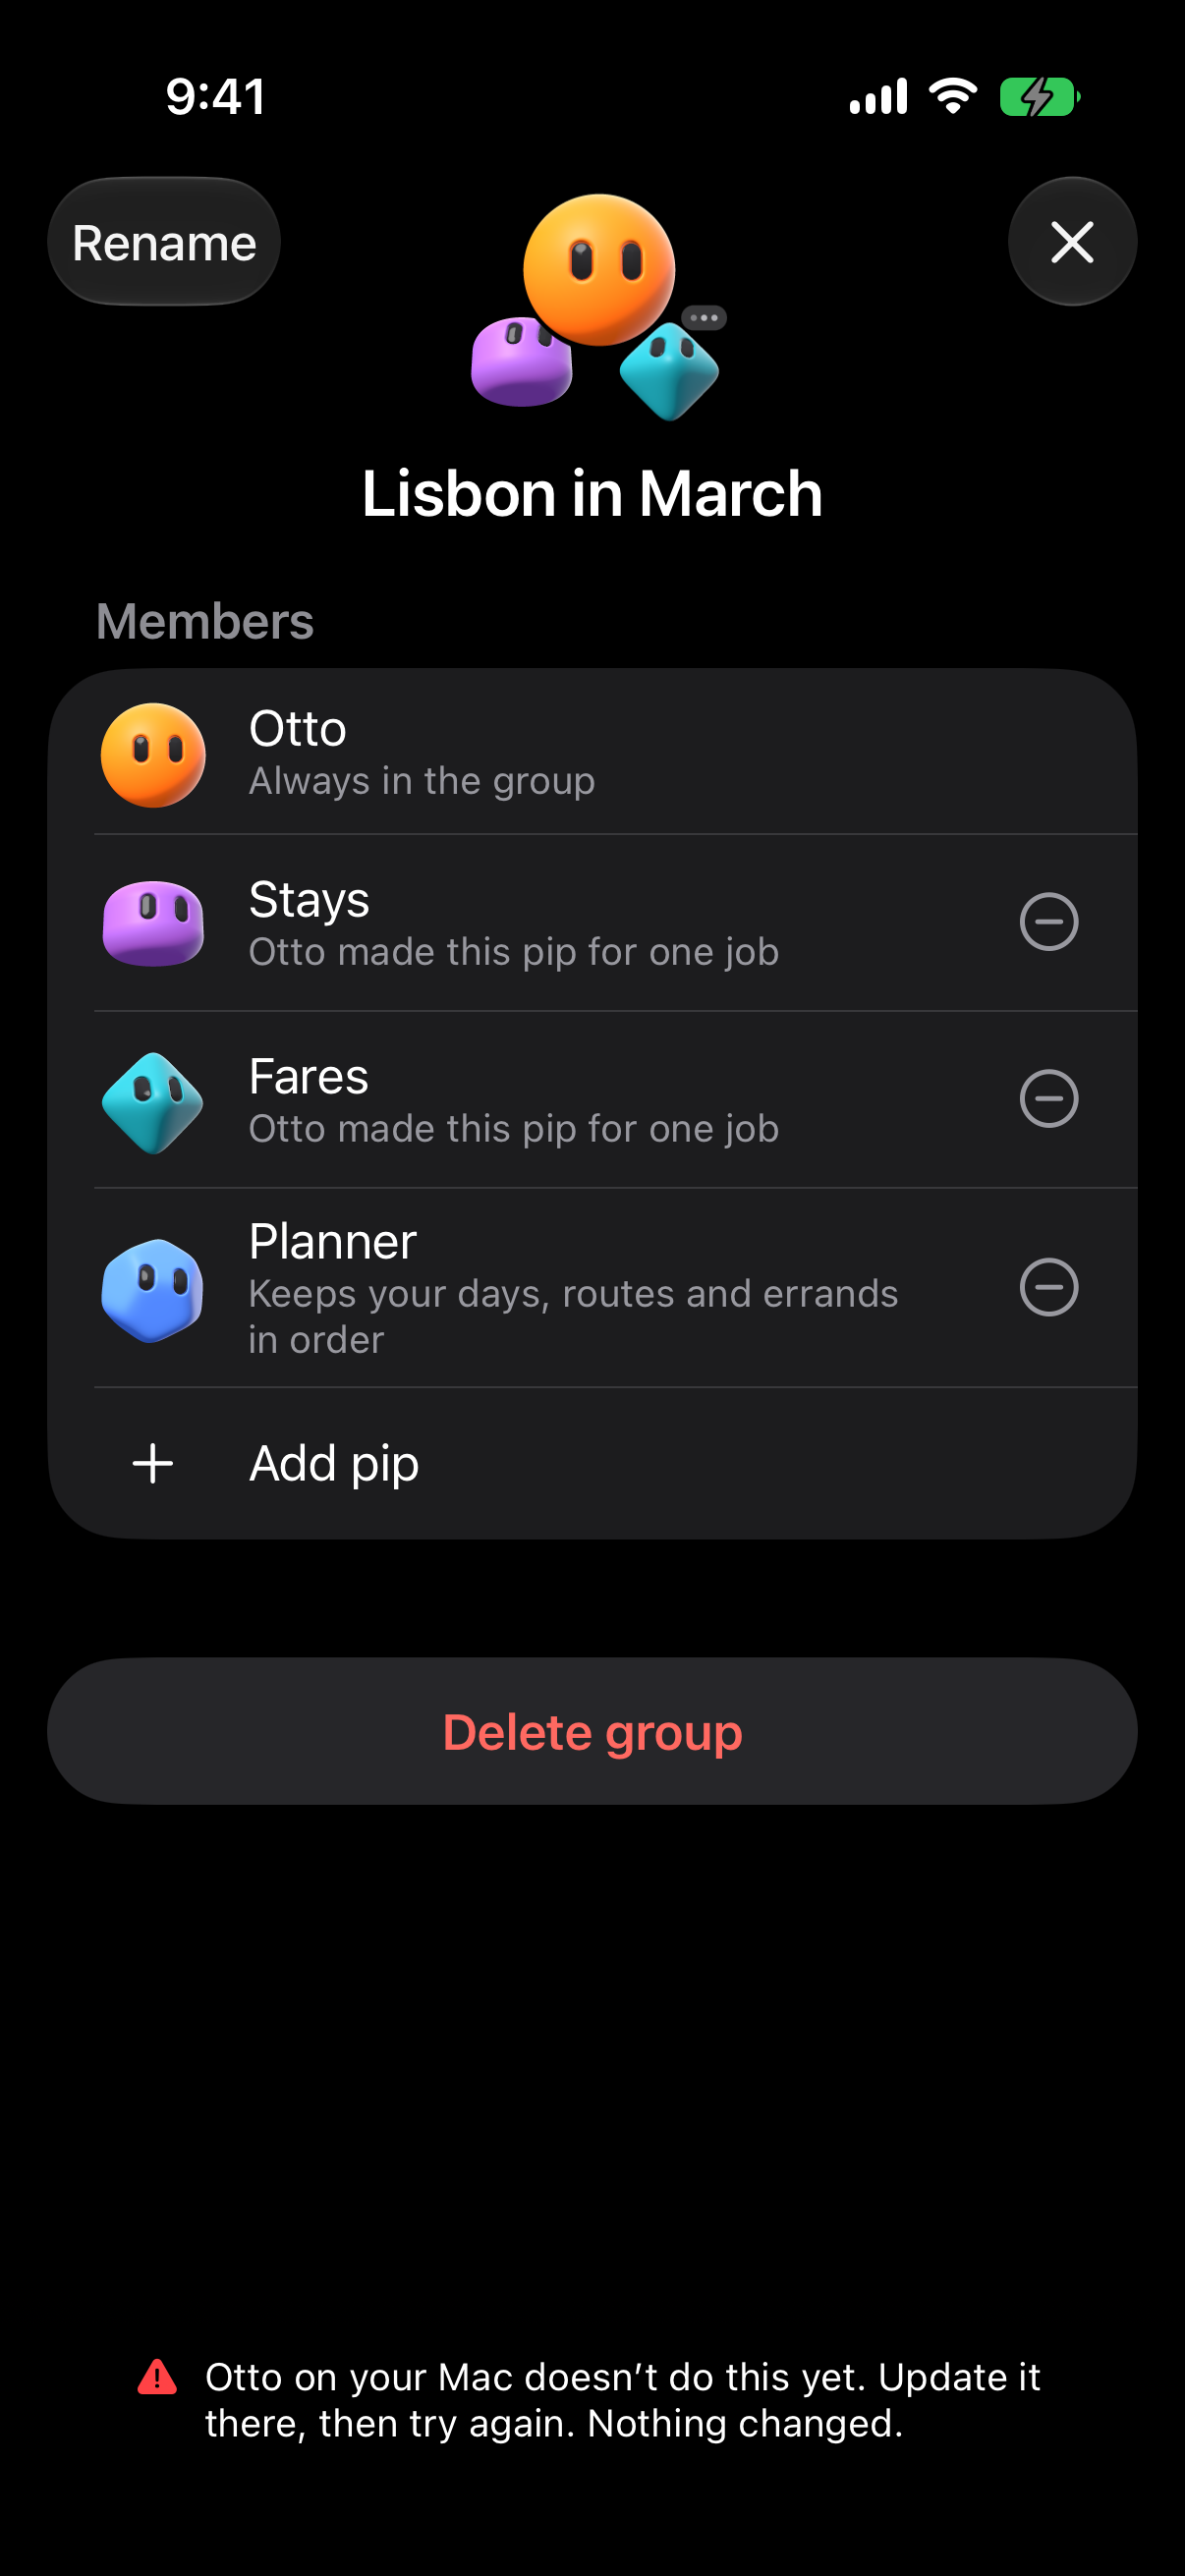 9:41
Rename
Lisbon in March
Members
Otto
Always in the group
Stays
Otto made this pip for one job
Fares
Otto made this pip for one job
Planner
Keeps your days, routes and errands
in order
Add pip
Delete group
Otto on your Mac doesn’t do this yet. Update it
there, then try again. Nothing changed.